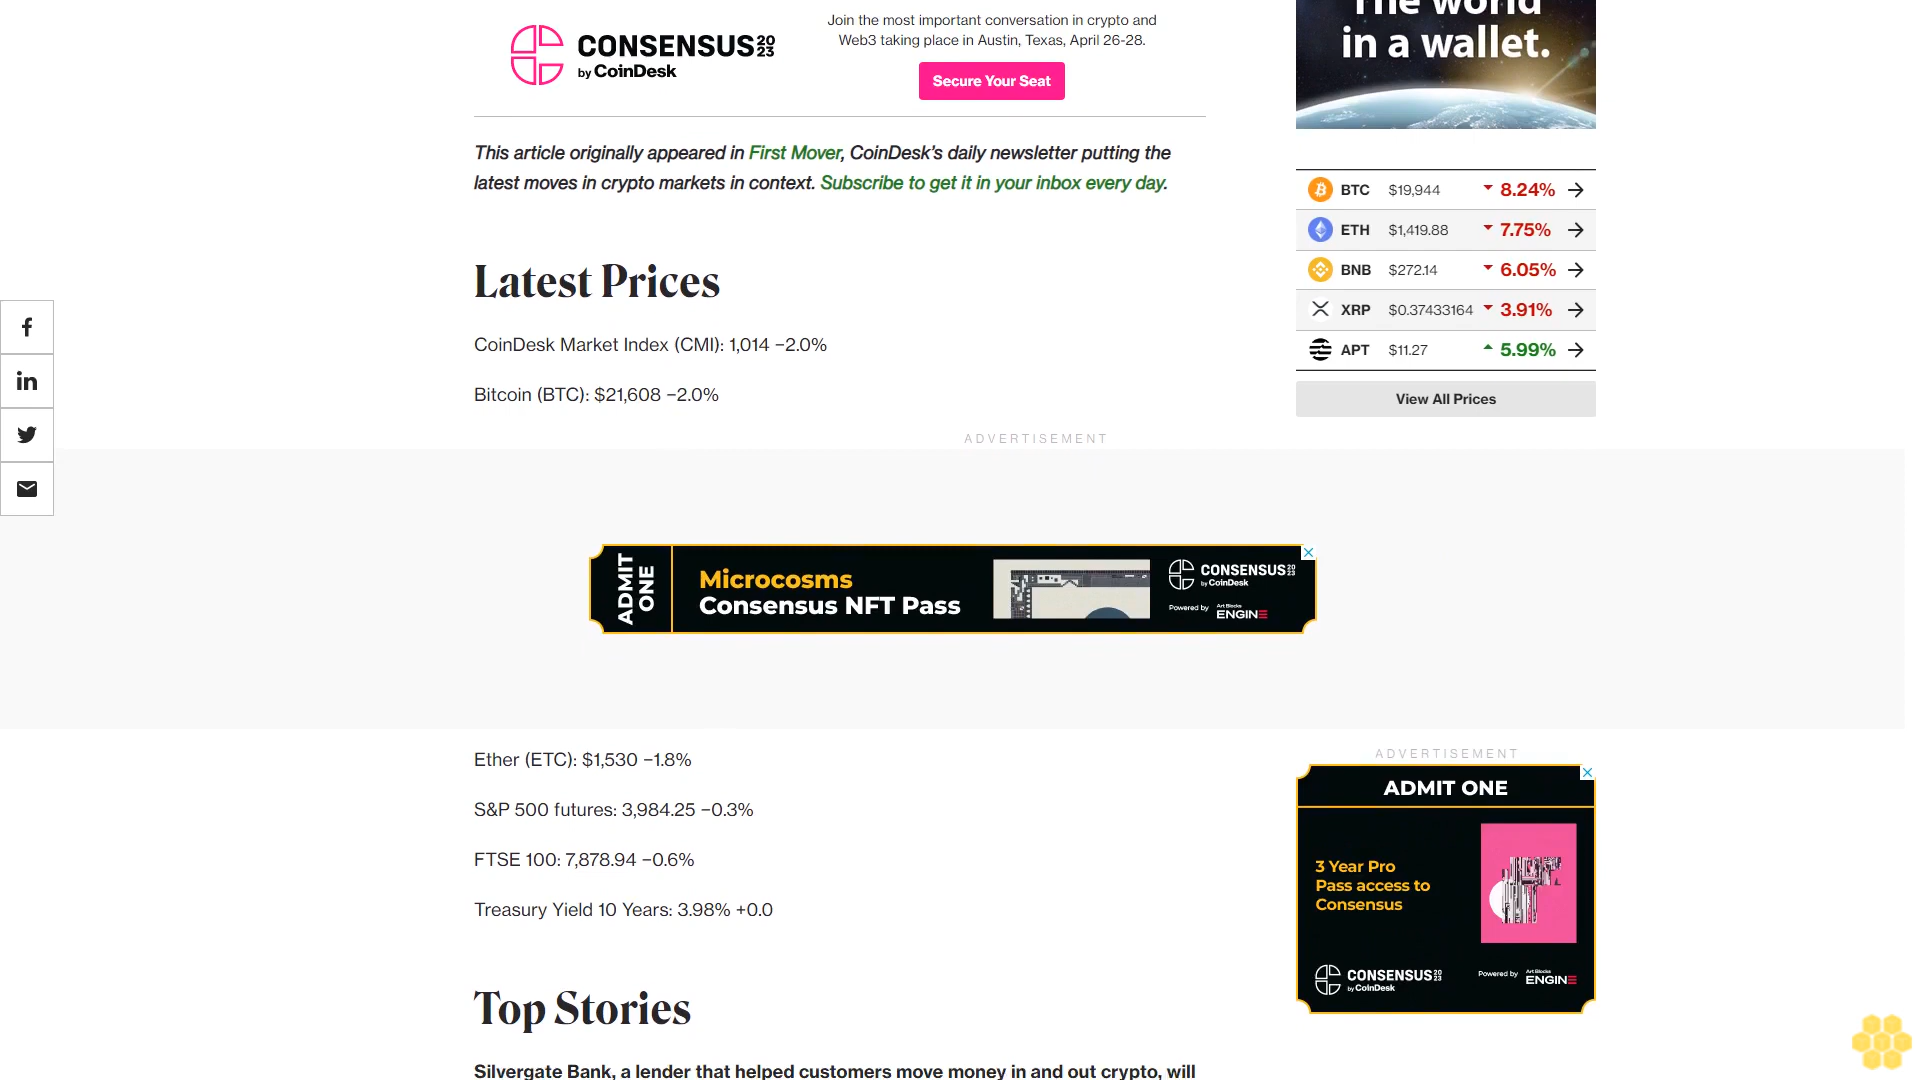 CONSENSUS 2023
by CoinDesk
Join the most important conversation in crypto and
Web3 taking place in Austin, Texas, April 26-28.
Secure Your Seat
The world
in a wallet.
This article originally appeared in First Mover, CoinDesk’s daily newsletter putting the
latest moves in crypto markets in context. Subscribe to get it in your inbox every day.
BTC $19,944 8.24%
ETH $1,419.88 7.75%
BNB $272.14 6.05%
XRP $0.37433164 3.91%
APT $11.27 5.99%
View All Prices
Latest Prices
CoinDesk Market Index (CMI): 1,014 −2.0%
Bitcoin (BTC): $21,608 −2.0%
ADVERTISEMENT
ADMIT
ONE
Microcosms
Consensus NFT Pass
CONSENSUS 2023
by CoinDesk
Powered by Art Blocks
ENGINE
Ether (ETC): $1,530 −1.8%
S&P 500 futures: 3,984.25 −0.3%
FTSE 100: 7,878.94 −0.6%
Treasury Yield 10 Years: 3.98% +0.0
ADVERTISEMENT
ADMIT ONE
3 Year Pro
Pass access to
Consensus
CONSENSUS 2023
by CoinDesk
Powered by Art Blocks
ENGINE
Top Stories
Silvergate Bank, a lender that helped customers move money in and out crypto, will